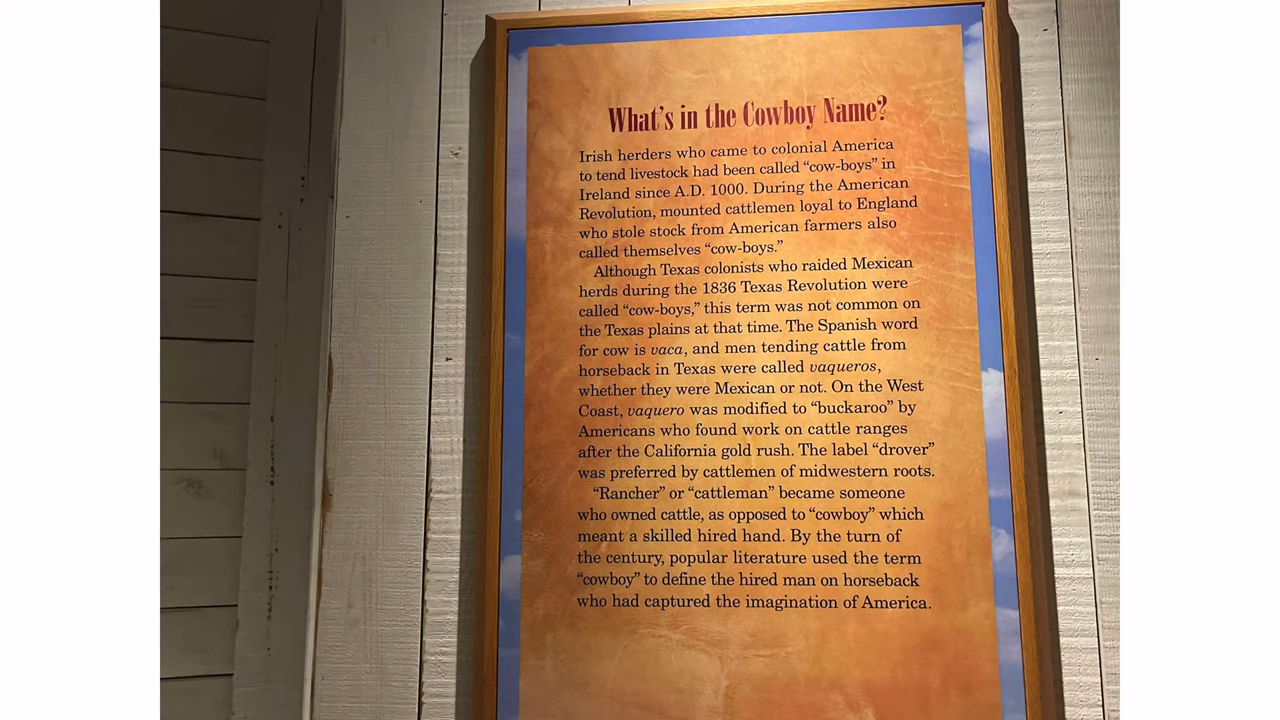 What's in the Cowboy Name?
Irish herders who came to colonial America
to tend livestock had been called “cow-boys” in
Ireland since A.D. 1000. During the American
Revolution, mounted cattlemen loyal to England
who stole stock from American farmers also
called themselves “cow-boys.”
Although Texas colonists who raided Mexican
herds during the 1836 Texas Revolution were
called “cow-boys,” this term was not common on
the Texas plains at that time. The Spanish word
for cow is vaca, and men tending cattle from
horseback in Texas were called vaqueros,
whether they were Mexican or not. On the West
Coast, vaquero was modified to “buckaroo” by
Americans who found work on cattle ranges
after the California gold rush. The label “drover”
was preferred by cattlemen of midwestern roots.
“Rancher” or “cattleman” became someone
who owned cattle, as opposed to “cowboy” which
meant a skilled hired hand. By the turn of
the century, popular literature used the term
“cowboy” to define the hired man on horseback
who had captured the imagination of America.